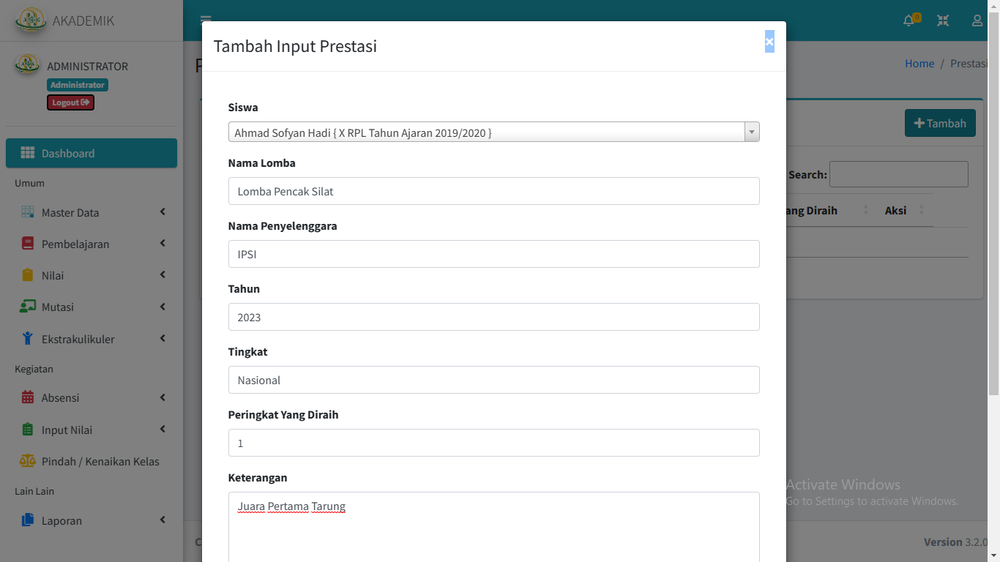 AKADEMIK
0
ADMINISTRATOR
Administrator
Logout
Home / Prestasi
Dashboard
Umum
Master Data
Pembelajaran
Nilai
Mutasi
Ekstrakulikuler
Kegiatan
Absensi
Input Nilai
Pindah / Kenaikan Kelas
Lain Lain
Laporan
Tambah Input Prestasi
×
Siswa
Ahmad Sofyan Hadi { X RPL Tahun Ajaran 2019/2020 }
Nama Lomba
Lomba Pencak Silat
Nama Penyelenggara
IPSI
Tahun
2023
Tingkat
Nasional
Peringkat Yang Diraih
1
Keterangan
Juara Pertama Tarung
Tambah
Search:
ang Diraih Aksi
Activate Windows
Go to Settings to activate Windows.
Version 3.2.0